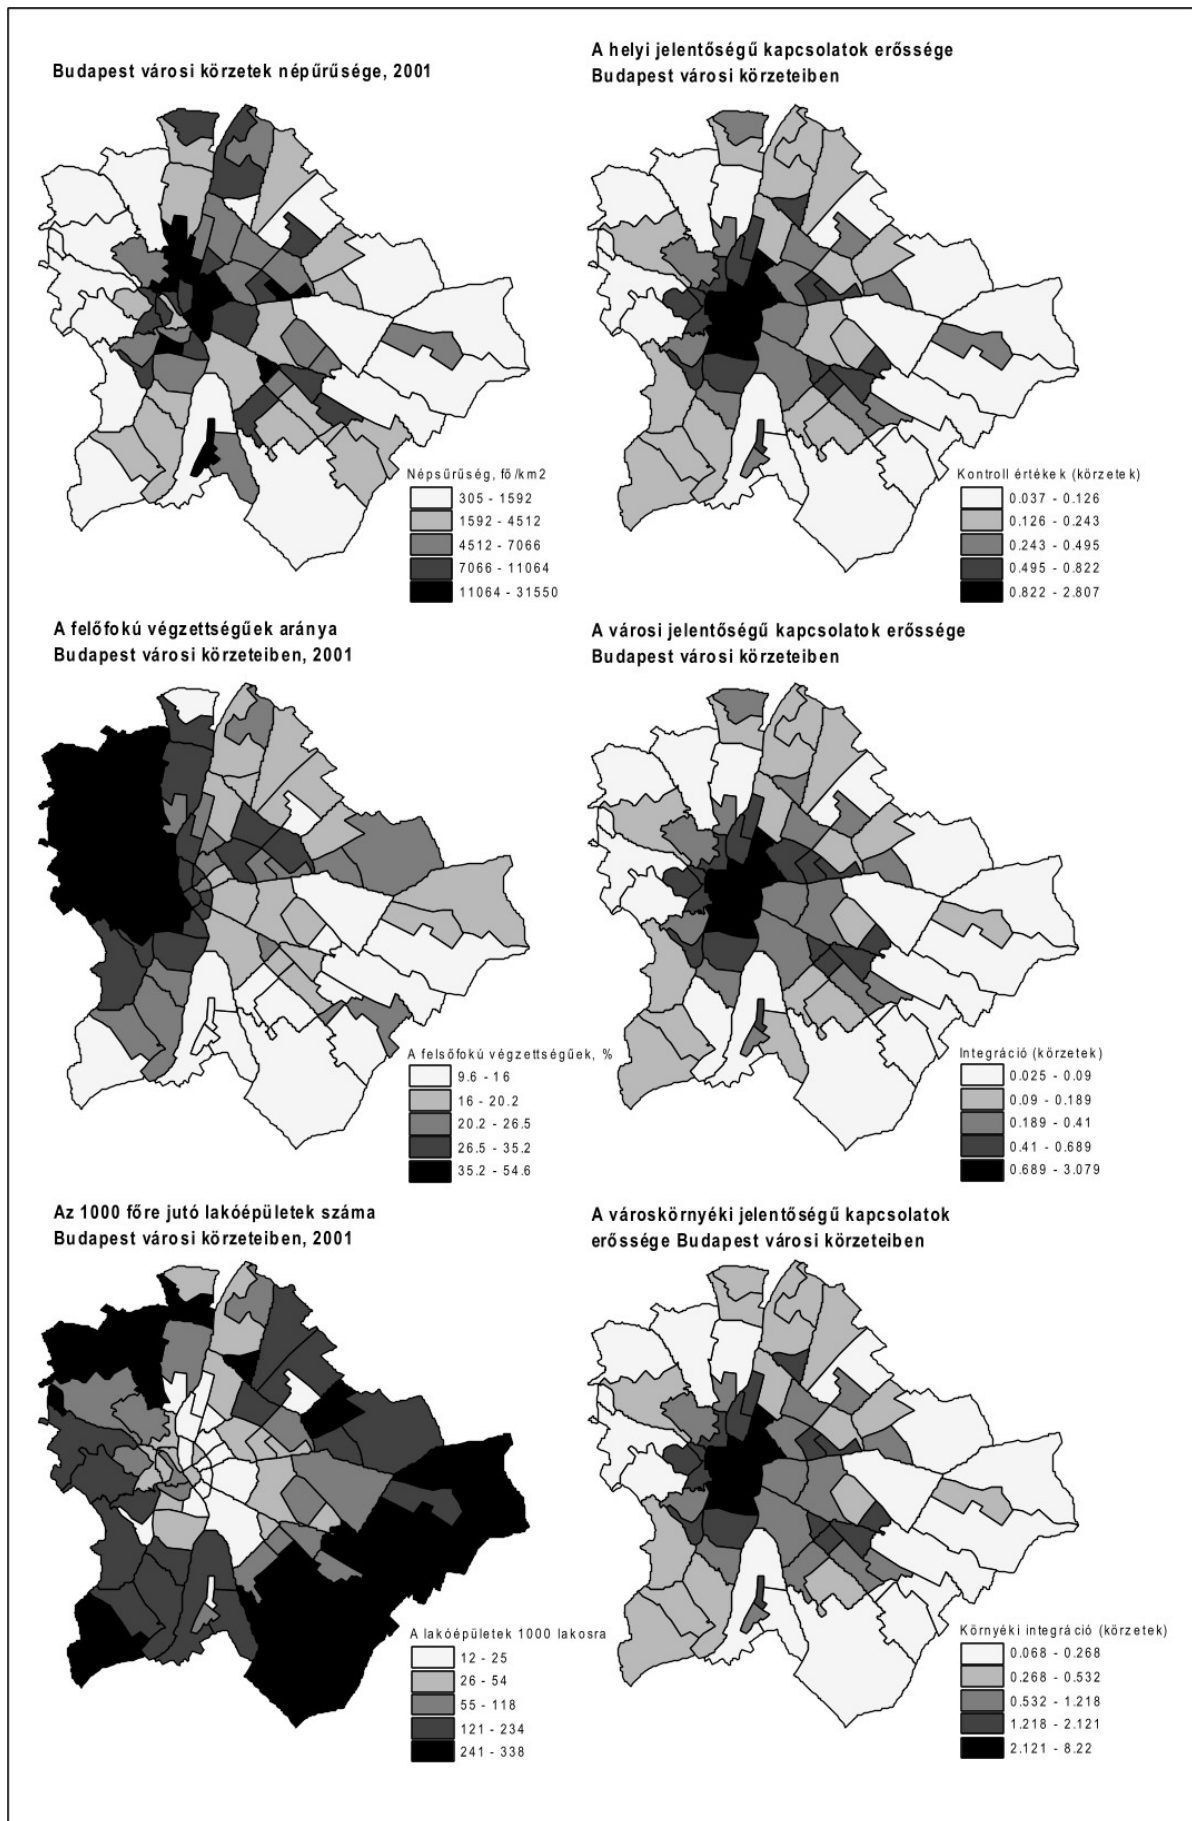 Budapest városi körzetek népűrűsége, 2001
Népsűrűség, fő/km2
305 - 1592
1592 - 4512
4512 - 7066
7066 - 11064
11064 - 31550
A helyi jelentőségű kapcsolatok erőssége
Budapest városi körzeteiben
Kontroll értékek (körzetek)
0.037 - 0.126
0.126 - 0.243
0.243 - 0.495
0.495 - 0.822
0.822 - 2.807
A felőfokú végzettségűek aránya
Budapest városi körzeteiben, 2001
A felsőfokú végzettségűek, %
9.6 - 16
16 - 20.2
20.2 - 26.5
26.5 - 35.2
35.2 - 54.6
A városi jelentőségű kapcsolatok erőssége
Budapest városi körzeteiben
Integráció (körzetek)
0.025 - 0.09
0.09 - 0.189
0.189 - 0.41
0.41 - 0.689
0.689 - 3.079
Az 1000 főre jutó lakóépületek száma
Budapest városi körzeteiben, 2001
A lakóépületek 1000 lakosra
12 - 25
26 - 54
55 - 118
121 - 234
241 - 338
A városkörnyéki jelentőségű kapcsolatok
erőssége Budapest városi körzeteiben
Környéki integráció (körzetek)
0.068 - 0.268
0.268 - 0.532
0.532 - 1.218
1.218 - 2.121
2.121 - 8.22